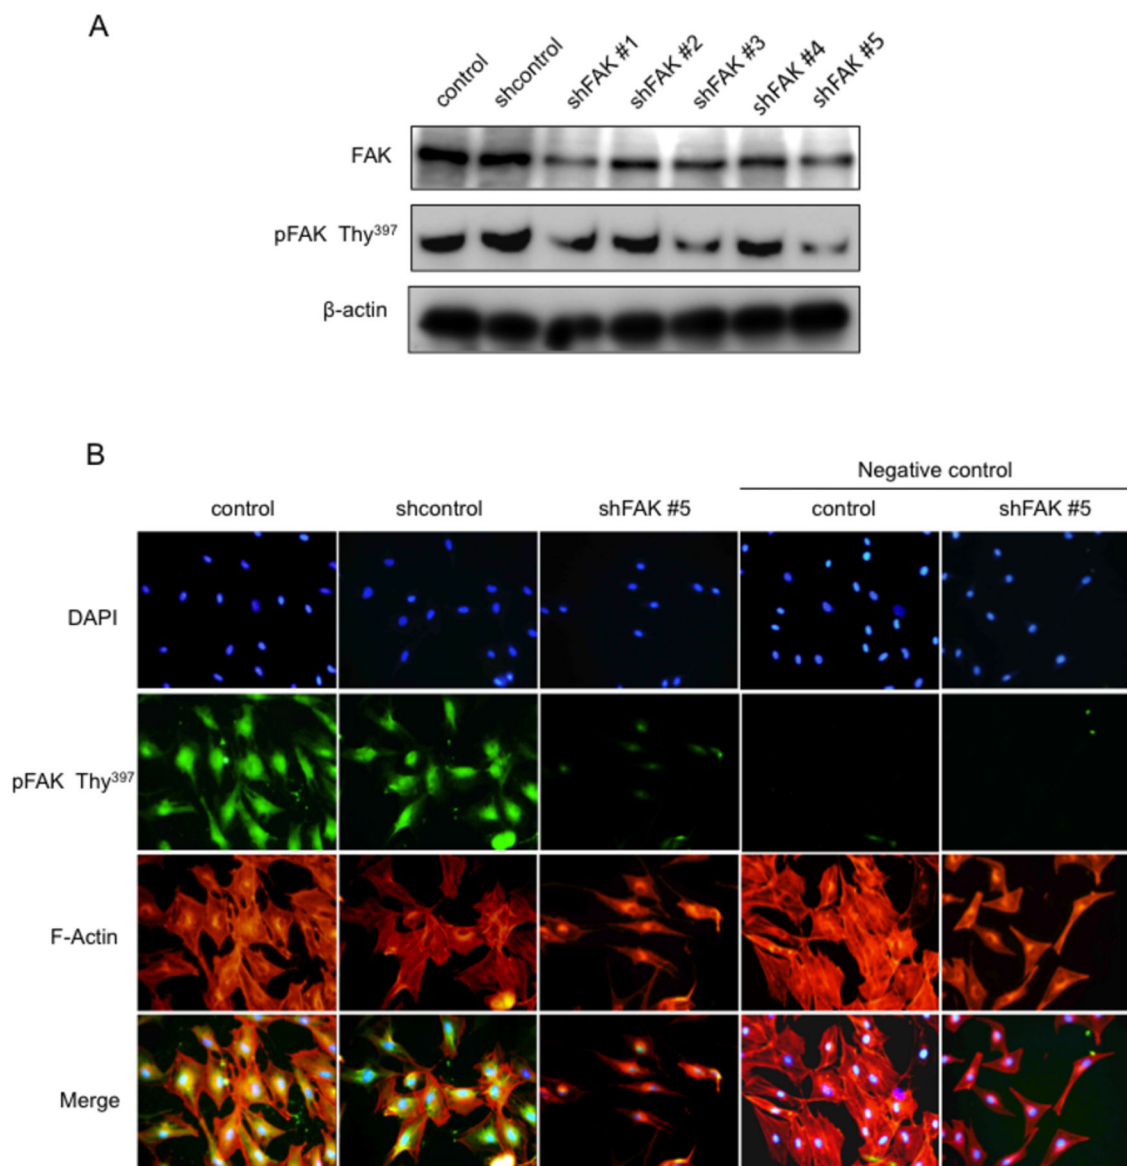 A
control
shcontrol
shFAK #1
shFAK #2
shFAK #3
shFAK #4
shFAK #5
FAK
pFAK Thy³⁹⁷
β-actin
B
Negative control
control shcontrol shFAK #5 control shFAK #5
DAPI
pFAK Thy³⁹⁷
F-Actin
Merge